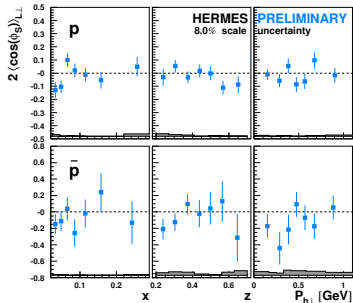 2 ⟨cos(ϕS)⟩L⊥
HERMES PRELIMINARY
8.0% scale uncertainty
p
0.5
0.4
0.3
0.2
0.1
-0
-0.1
-0.2
-0.3
-0.4
-0.5
p̄
0.8
0.6
0.4
0.2
-0
-0.2
-0.4
-0.6
-0.8
0.1 0.2
0.2 0.4 0.6
0 0.5 1
x z Ph⊥ [GeV]